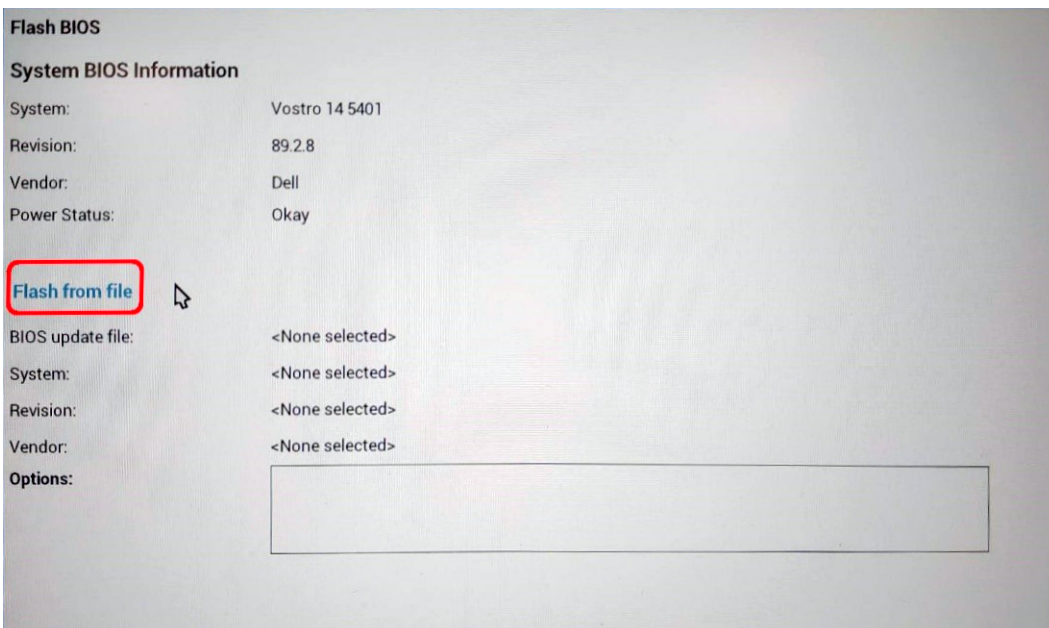 Flash BIOS
System BIOS Information
System: Vostro 14 5401
Revision: 89.2.8
Vendor: Dell
Power Status: Okay
Flash from file
BIOS update file: <None selected>
System: <None selected>
Revision: <None selected>
Vendor: <None selected>
Options: